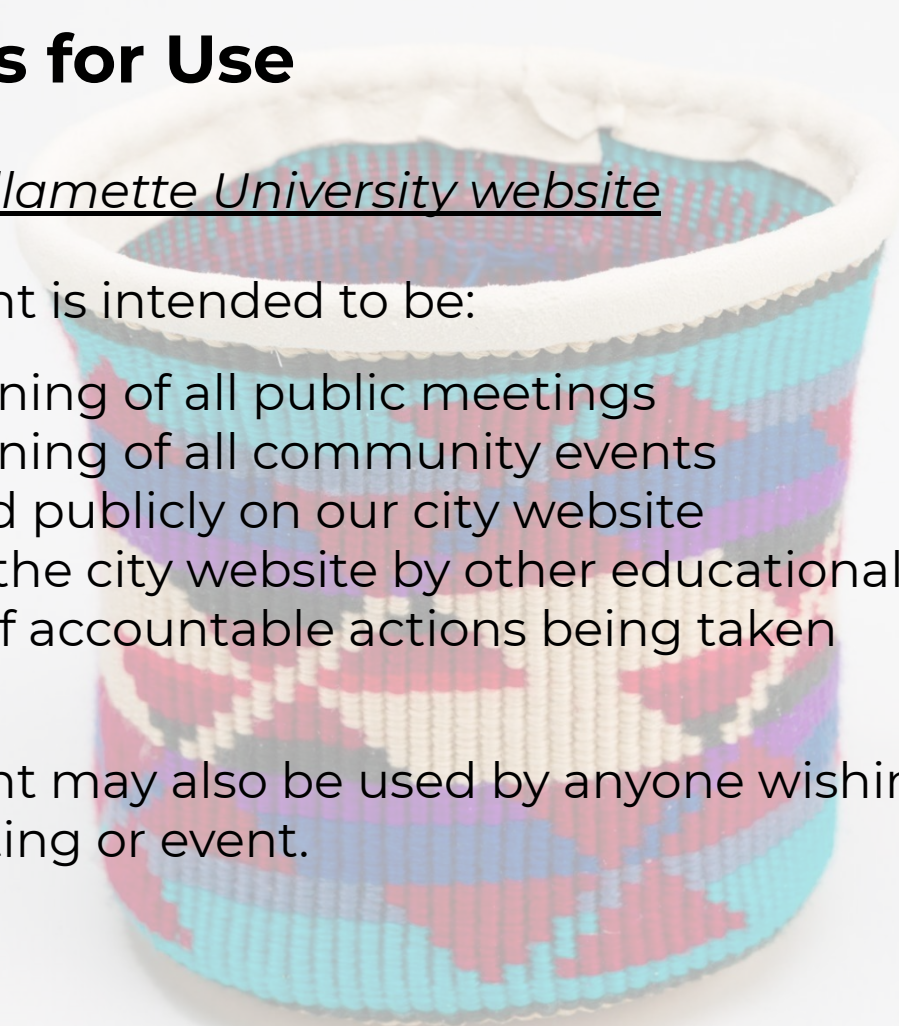 s for Use
llamette University website
nt is intended to be:
ning of all public meetings
ning of all community events
d publicly on our city website
the city website by other educational
f accountable actions being taken
nt may also be used by anyone wishin
ting or event.